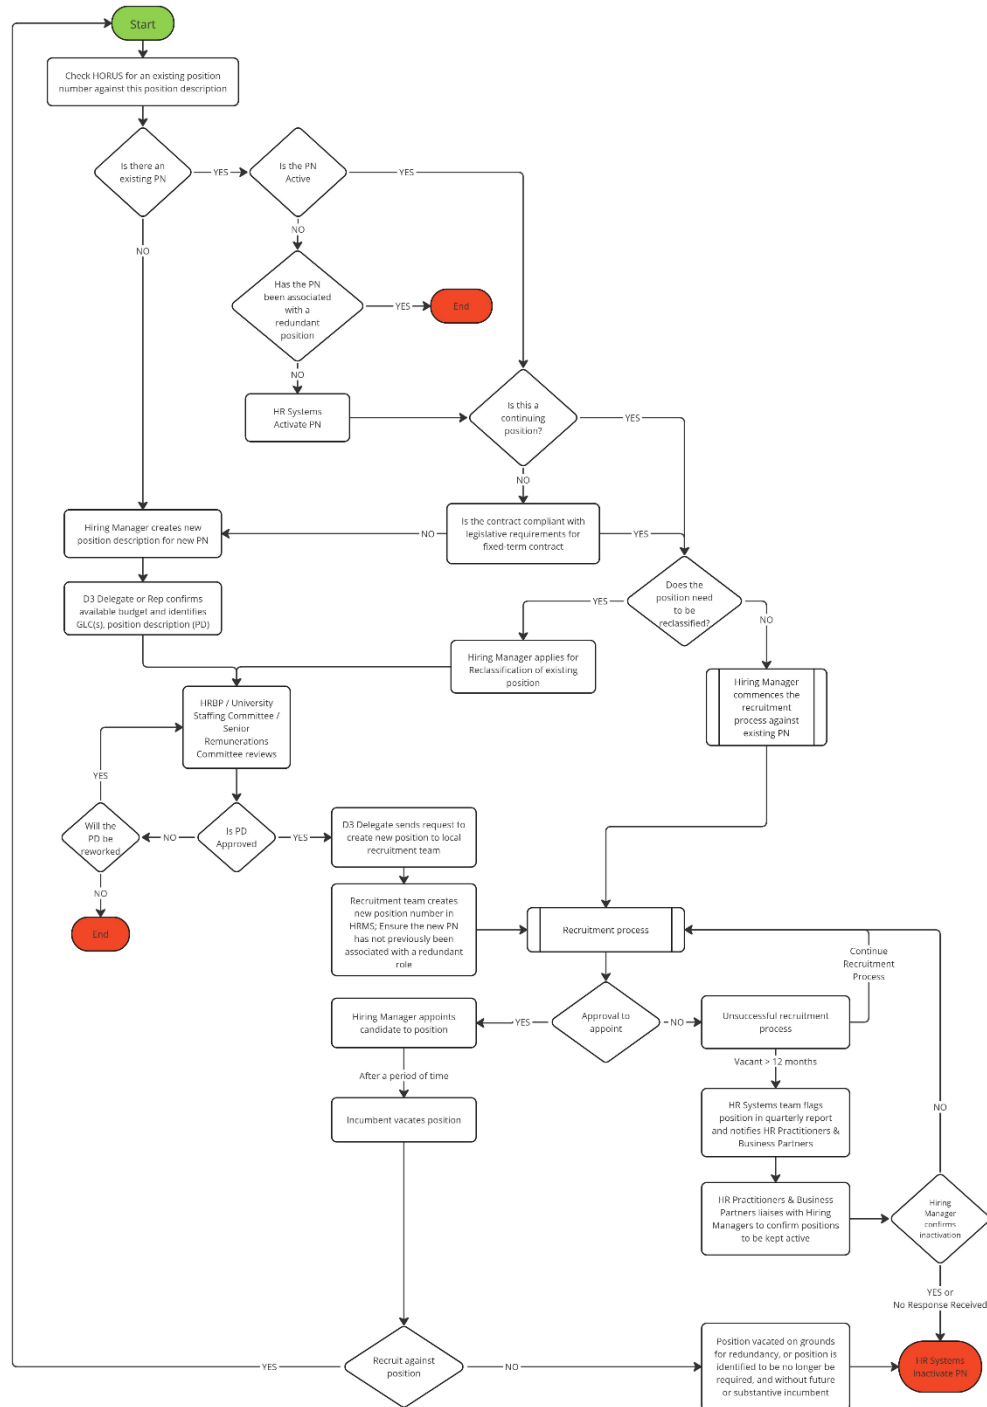 Start
Check HORUS for an existing position
number against this position description
Is there an
existing PN
YES
Is the PN
Active
YES
NO
NO
Has the PN
been associated
with a
redundant
position
YES
End
NO
HR Systems
Activate PN
Is this a
continuing
position?
YES
NO
Hiring Manager creates new
position description for new PN
NO
Is the contract compliant with
legislative requirements for
fixed-term contract
YES
D3 Delegate or Rep confirms
available budget and identifies
GLC(s), position description (PD)
Does the
position need
to be
reclassified?
YES
NO
Hiring Manager applies for
Reclassification of existing
position
Hiring Manager
commences the
recruitment
process against
existing PN
HRBP / University
Staffing Committee /
Senior
Remunerations
Committee reviews
YES
Will the
PD be
reworked
NO
Is PD
Approved
YES
D3 Delegate sends request to
create new position to local
recruitment team
NO
End
Recruitment team creates
new position number in
HRMS; Ensure the new PN
has not previously been
associated with a redundant
role
Recruitment process
Continue
Recruitment
Process
Hiring Manager appoints
candidate to position
YES
Approval to
appoint
NO
Unsuccessful recruitment
process
After a period of time
Vacant > 12 months
Incumbent vacates position
HR Systems team flags
position in quarterly report
and notifies HR Practitioners &
Business Partners
NO
HR Practitioners & Business
Partners liaises with Hiring
Managers to confirm positions
to be kept active
Hiring
Manager
confirms
inactivation
YES or
No Response Received
YES
Recruit against
position
NO
Position vacated on grounds
for redundancy, or position is
identified to be no longer be
required, and without future
or substantive incumbent
HR Systems
Inactivate PN